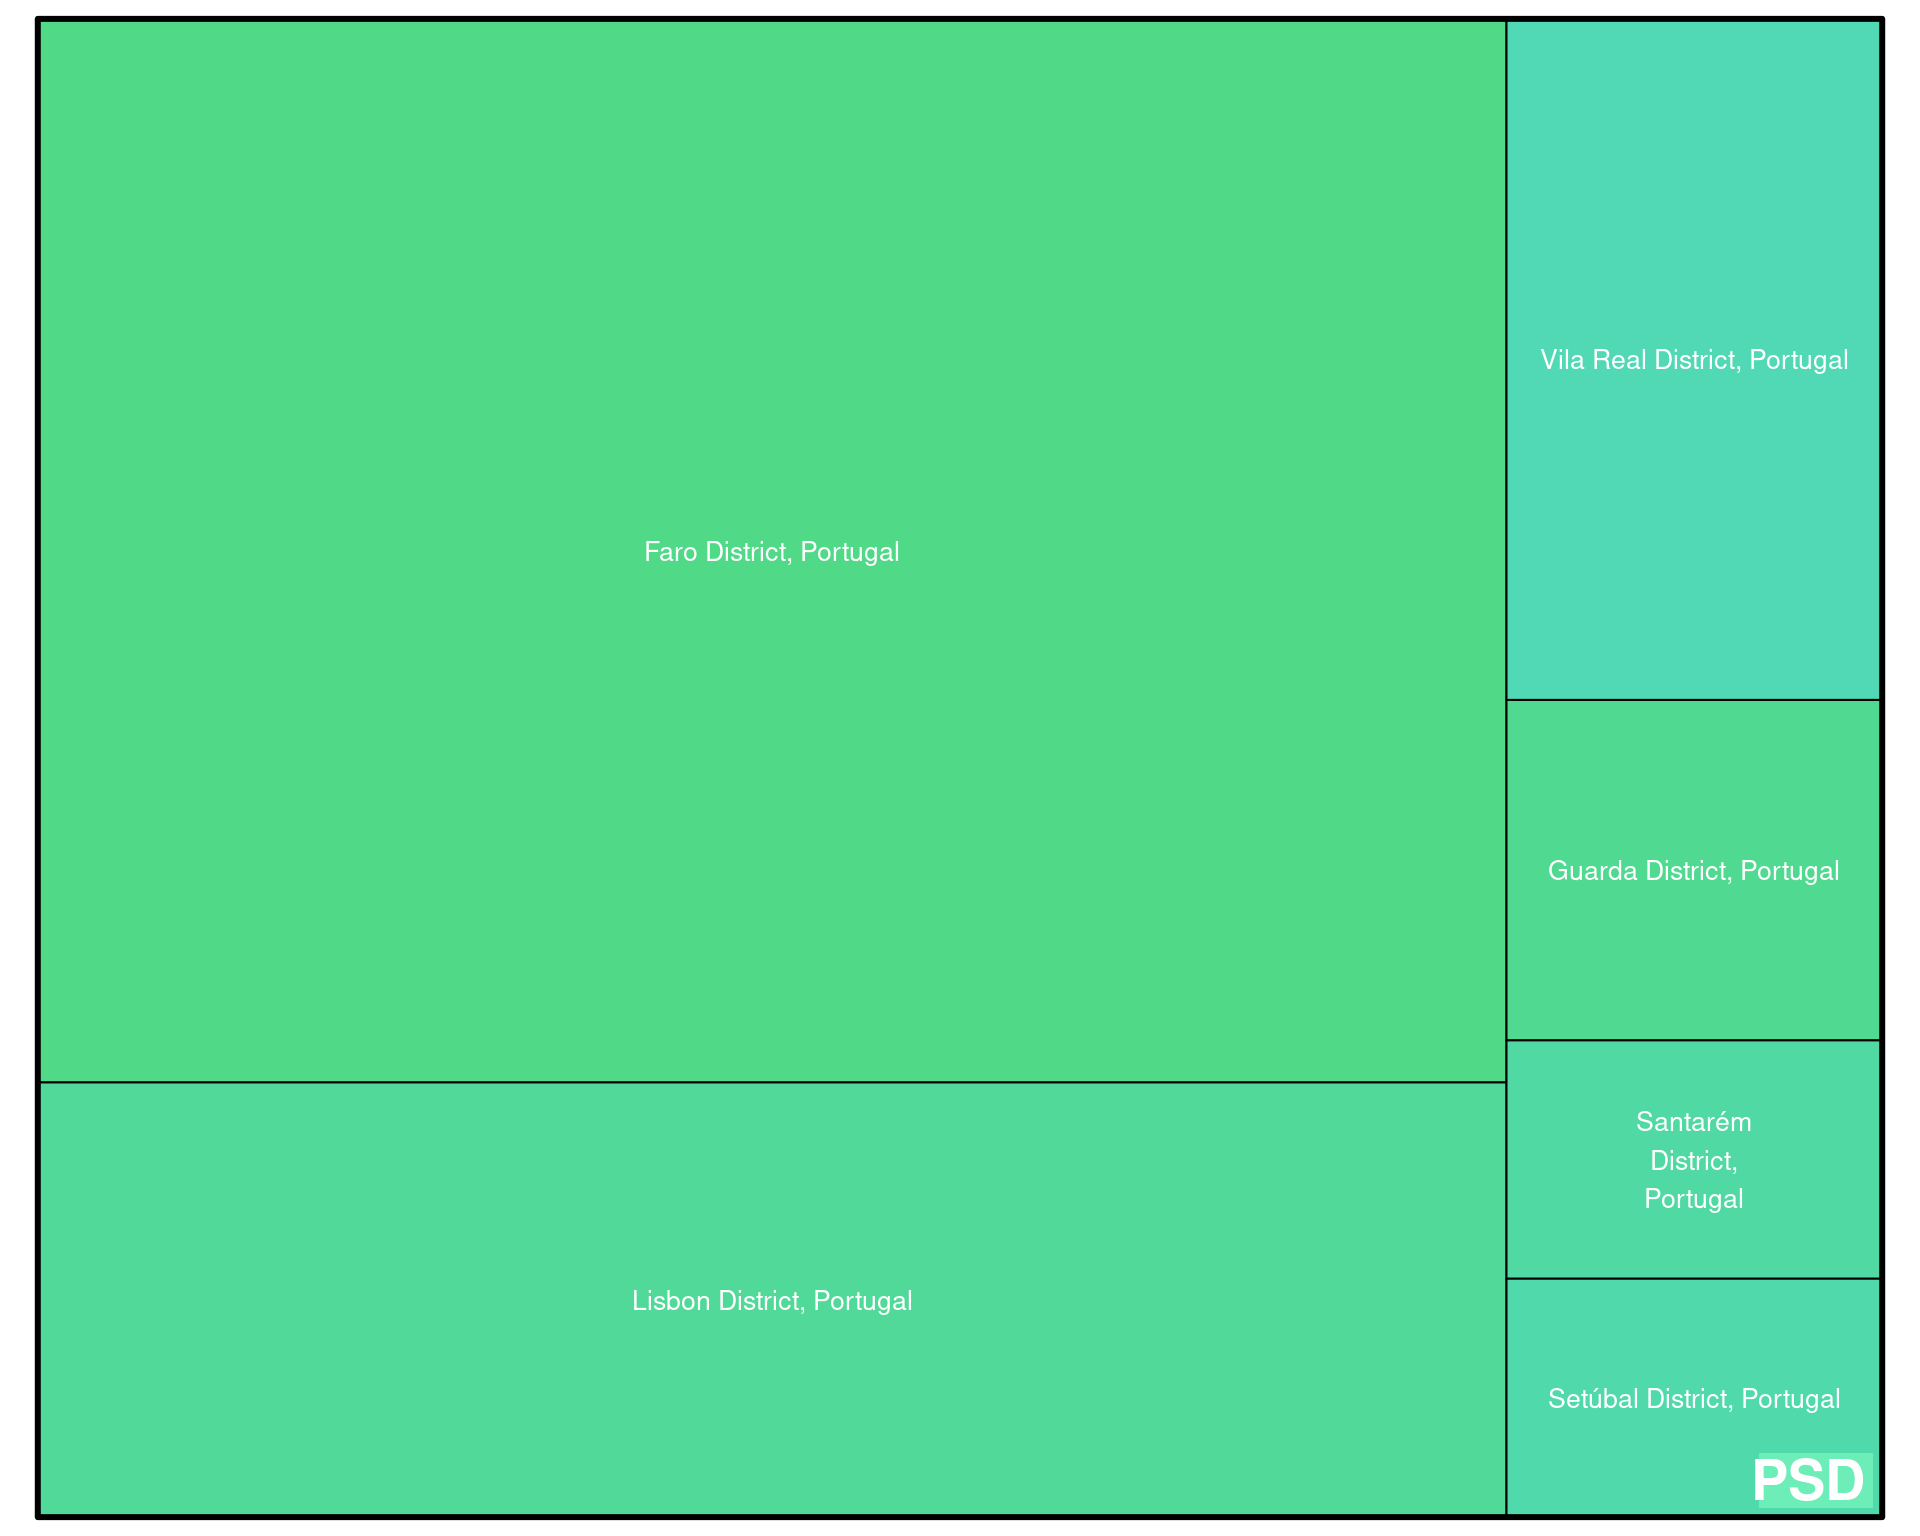 Faro District, Portugal
Lisbon District, Portugal
Vila Real District, Portugal
Guarda District, Portugal
Santarém
District,
Portugal
Setúbal District, Portugal
PSD